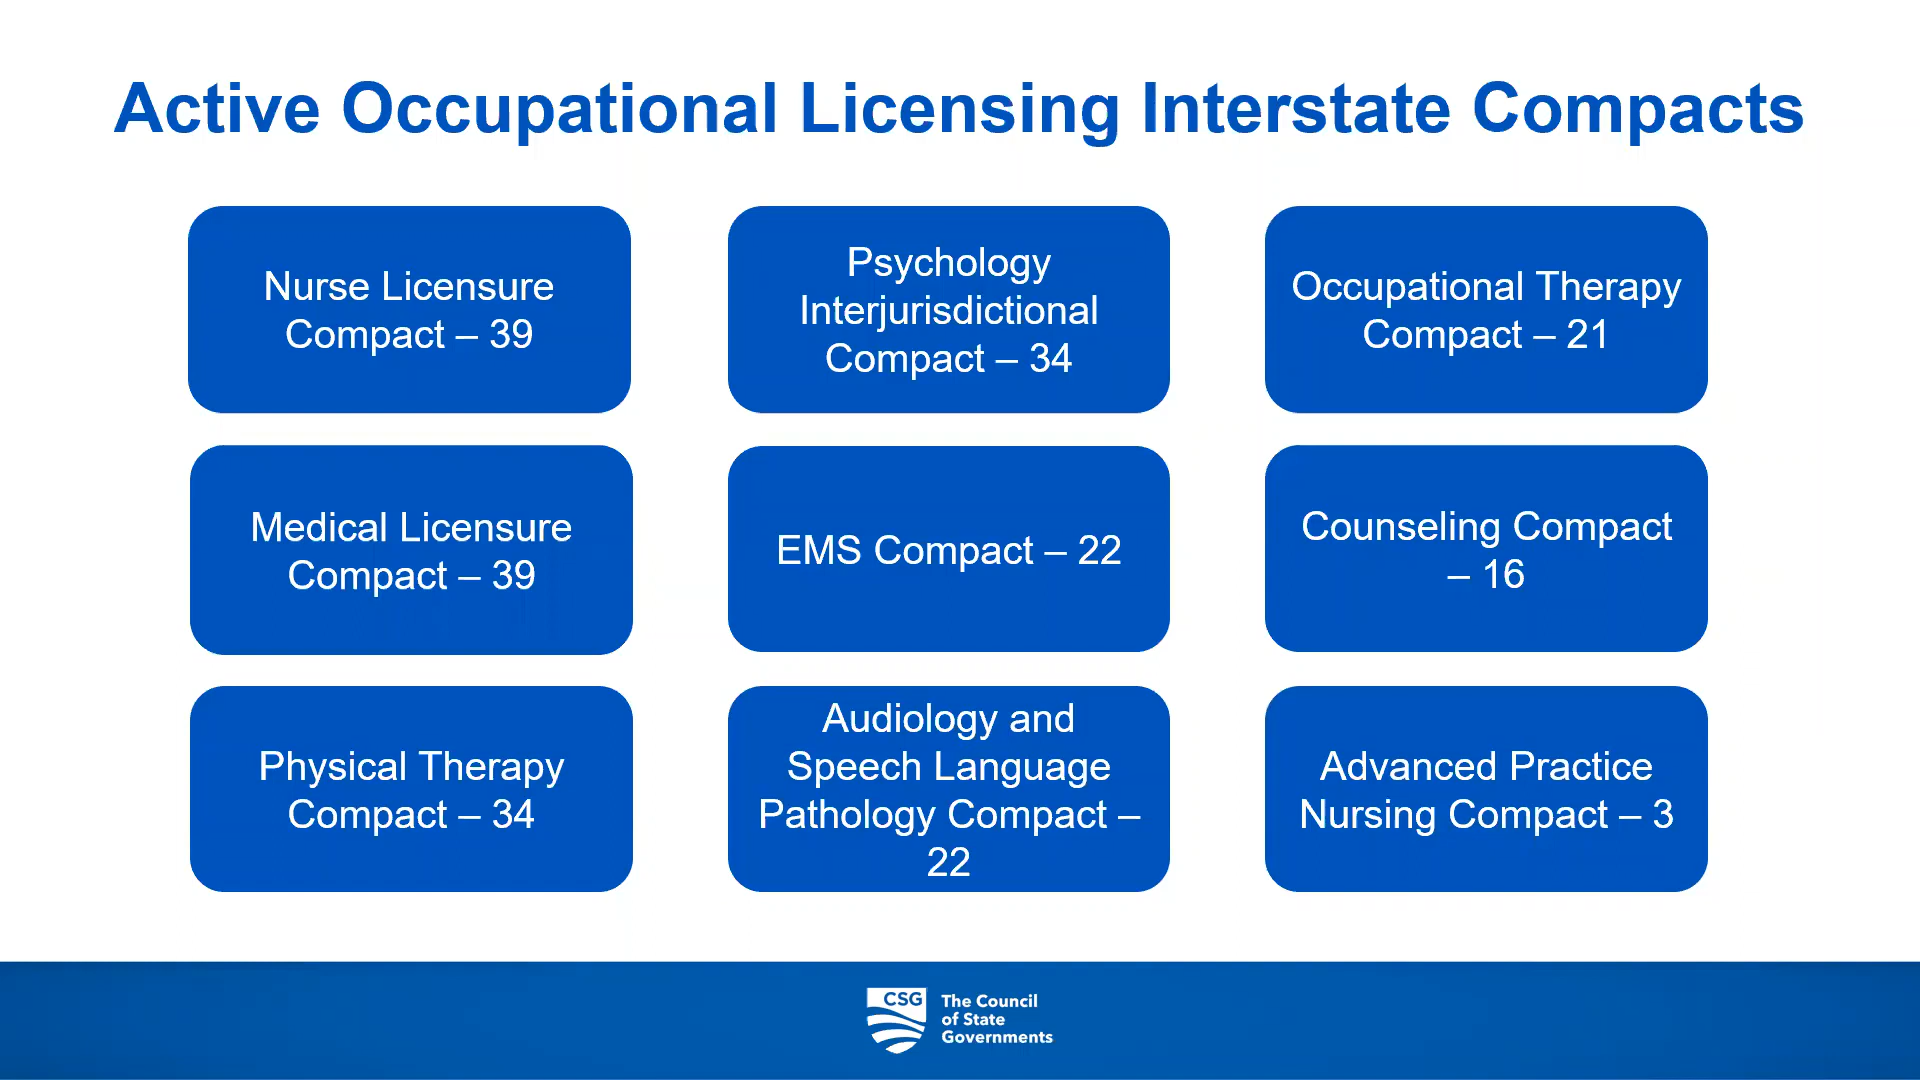 Active Occupational Licensing Interstate Compacts
Nurse Licensure
Compact – 39
Psychology
Interjurisdictional
Compact – 34
Occupational Therapy
Compact – 21
Medical Licensure
Compact – 39
EMS Compact – 22
Counseling Compact
– 16
Physical Therapy
Compact – 34
Audiology and
Speech Language
Pathology Compact –
22
Advanced Practice
Nursing Compact – 3
CSG
The Council
of State
Governments